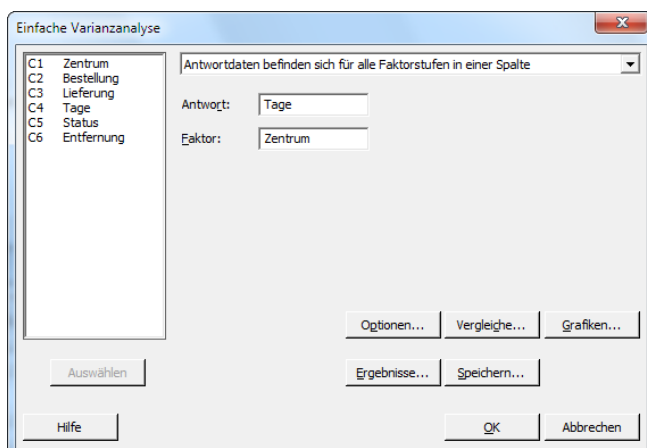 Einfache Varianzanalyse
C1 Zentrum
C2 Bestellung
C3 Lieferung
C4 Tage
C5 Status
C6 Entfernung
Antwortdaten befinden sich für alle Faktorstufen in einer Spalte
Antwort: Tage
Faktor: Zentrum
Optionen... Vergleiche... Grafiken...
Auswählen Ergebnisse... Speichern...
Hilfe OK Abbrechen